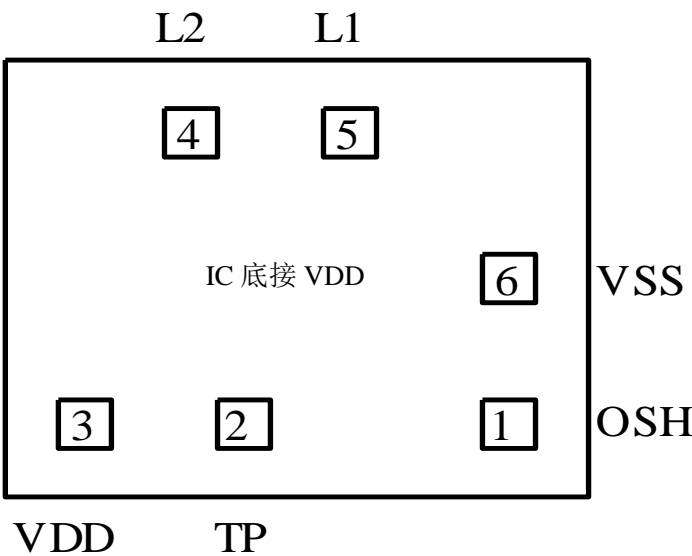 L2 L1
4 5
IC 底接 VDD
6 VSS
3 2 1 OSH
VDD TP